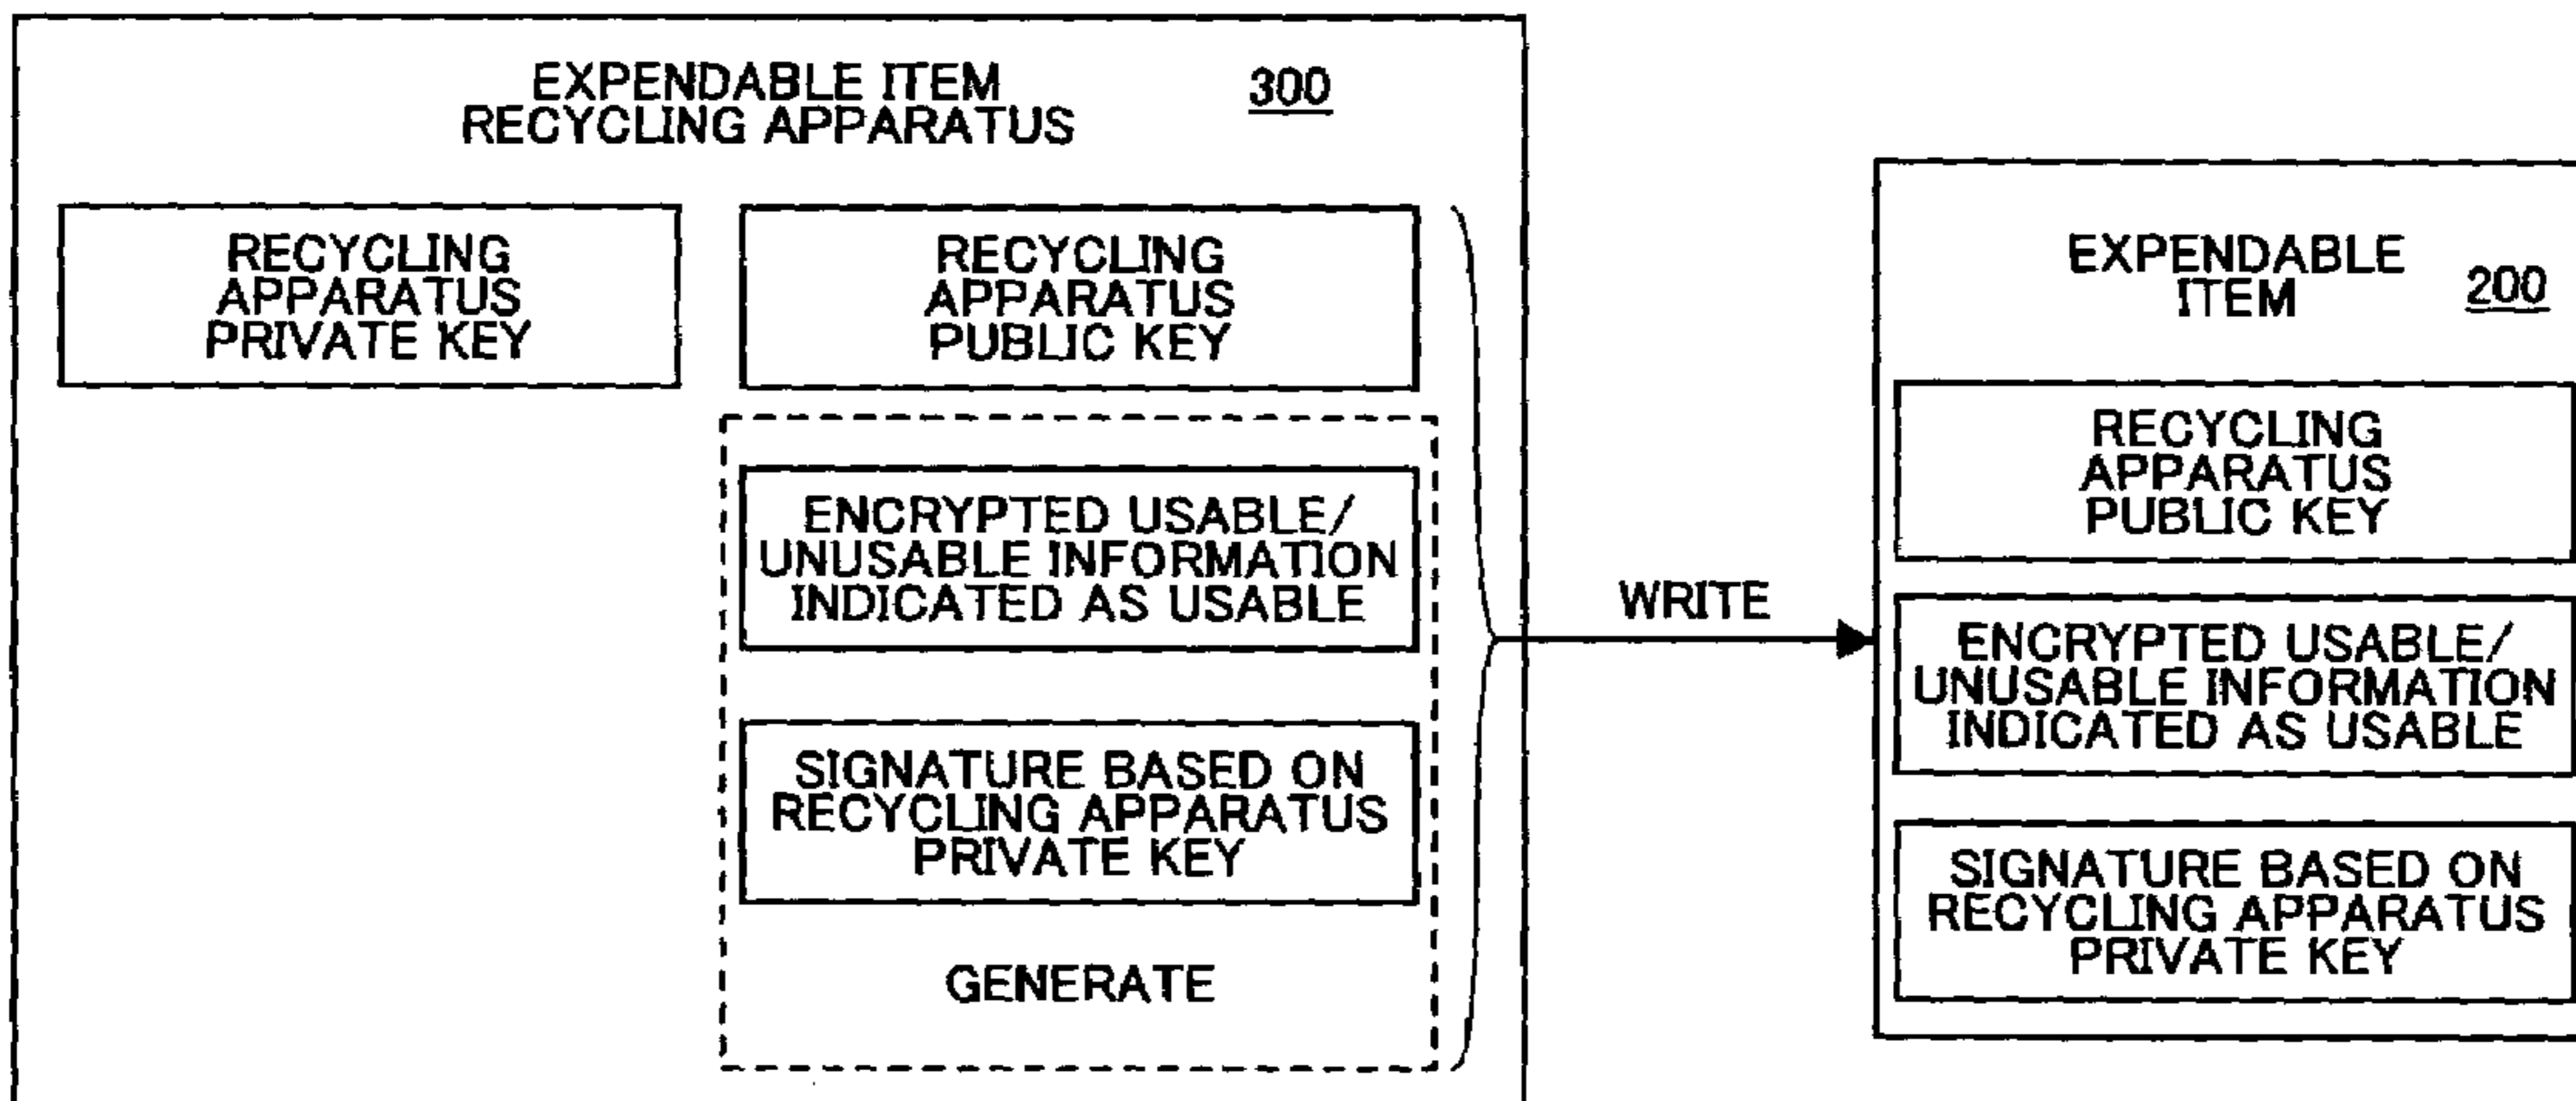 EXPENDABLE ITEM
RECYCLING APPARATUS
300
RECYCLING
APPARATUS
PRIVATE KEY
RECYCLING
APPARATUS
PUBLIC KEY
ENCRYPTED USABLE/
UNUSABLE INFORMATION
INDICATED AS USABLE
SIGNATURE BASED ON
RECYCLING APPARATUS
PRIVATE KEY
GENERATE
WRITE
EXPENDABLE
ITEM
200
RECYCLING
APPARATUS
PUBLIC KEY
ENCRYPTED USABLE/
UNUSABLE INFORMATION
INDICATED AS USABLE
SIGNATURE BASED ON
RECYCLING APPARATUS
PRIVATE KEY